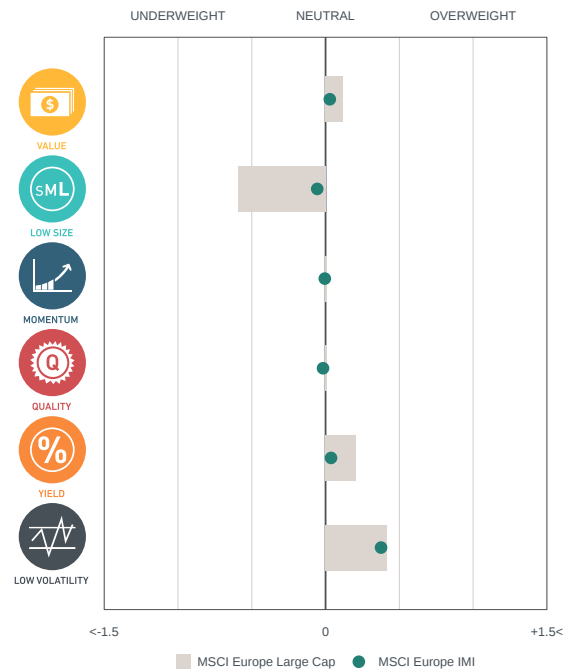 UNDERWEIGHT NEUTRAL OVERWEIGHT
$
VALUE
SML
LOW SIZE
MOMENTUM
Q
QUALITY
%
YIELD
LOW VOLATILITY
<-1.5 0 +1.5<
MSCI Europe Large Cap MSCI Europe IMI